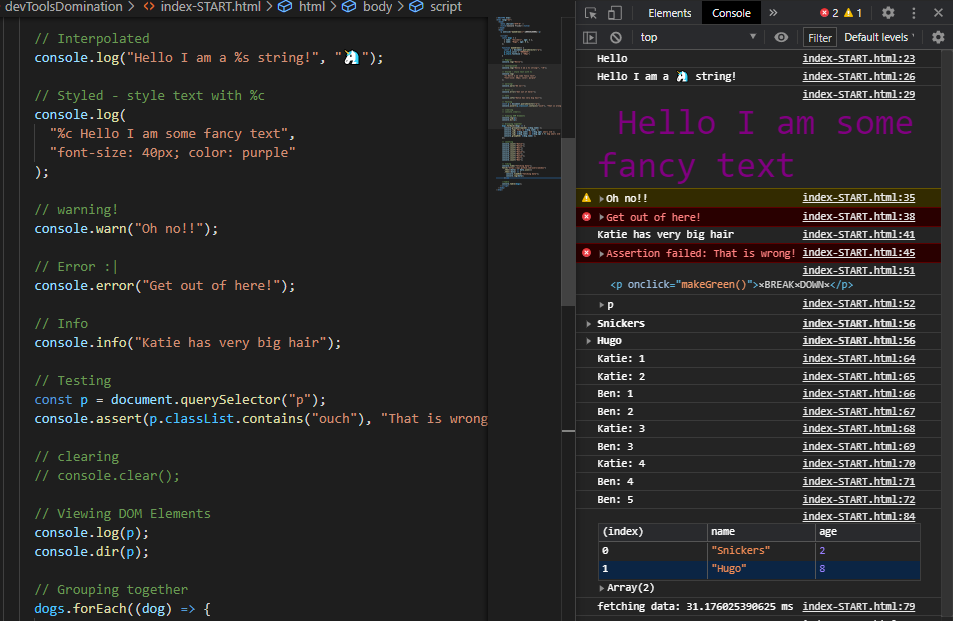 devToolsDomination > <> index-START.html > html > body > script
// Interpolated
console.log("Hello I am a %s string!", "🦄");
// Styled - style text with %c
console.log(
"%c Hello I am some fancy text",
"font-size: 40px; color: purple"
);
// warning!
console.warn("Oh no!!");
// Error :|
console.error("Get out of here!");
// Info
console.info("Katie has very big hair");
// Testing
const p = document.querySelector("p");
console.assert(p.classList.contains("ouch"), "That is wrong
// clearing
// console.clear();
// Viewing DOM Elements
console.log(p);
console.dir(p);
// Grouping together
dogs.forEach((dog) => {
Elements Console » 2 1
top Filter Default levels
Hello index-START.html:23
Hello I am a 🦄 string! index-START.html:26
index-START.html:29
Hello I am some
fancy text
Oh no!! index-START.html:35
Get out of here! index-START.html:38
Katie has very big hair index-START.html:41
Assertion failed: That is wrong! index-START.html:45
index-START.html:51
<p onclick="makeGreen()">×BREAK×DOWN×</p>
p index-START.html:52
Snickers index-START.html:56
Hugo index-START.html:56
Katie: 1 index-START.html:64
Katie: 2 index-START.html:65
Ben: 1 index-START.html:66
Ben: 2 index-START.html:67
Katie: 3 index-START.html:68
Ben: 3 index-START.html:69
Katie: 4 index-START.html:70
Ben: 4 index-START.html:71
Ben: 5 index-START.html:72
index-START.html:84
(index) name age
0 "Snickers" 2
1 "Hugo" 8
Array(2)
fetching data: 31.176025390625 ms index-START.html:79